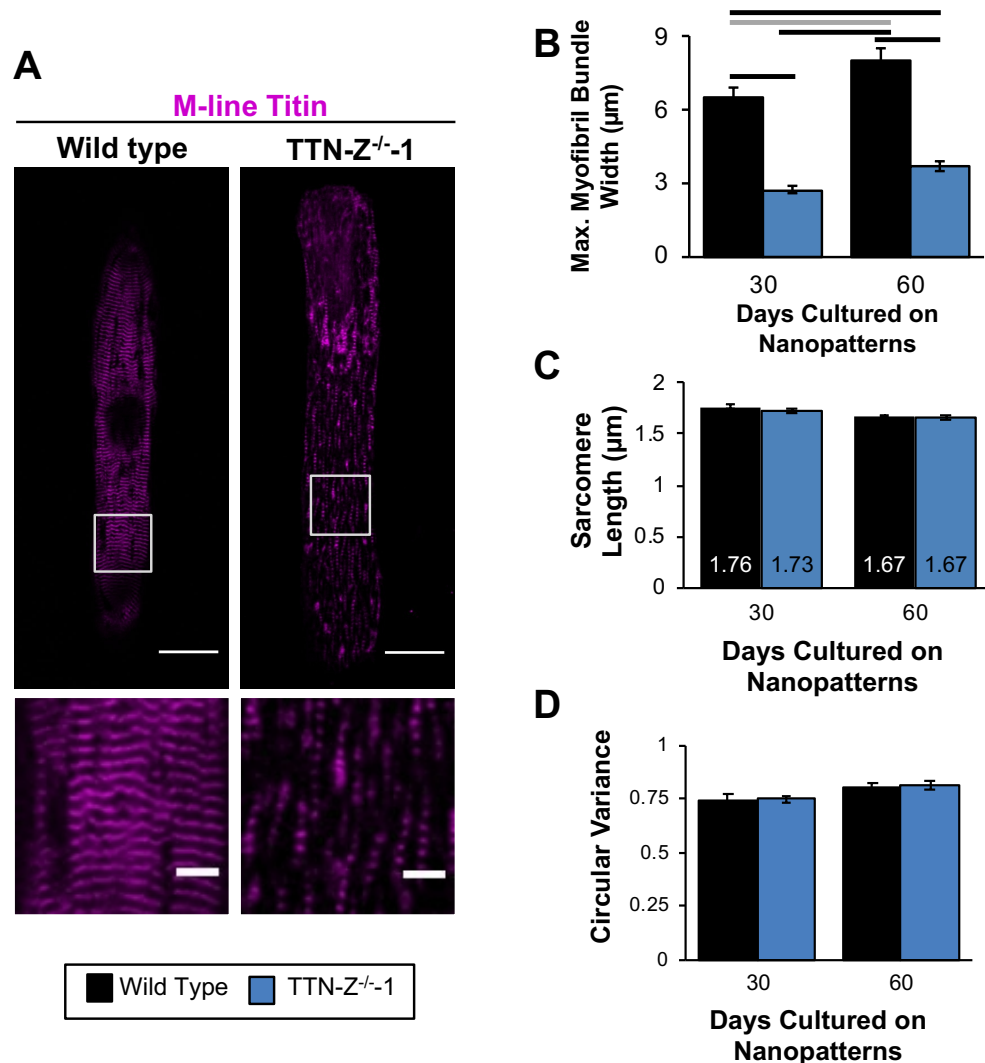 A
M-line Titin
Wild type
TTN-Z⁻/⁻-1
Wild Type
TTN-Z⁻/⁻-1
B
Max. Myofibril Bundle
Width (μm)
9
6
3
0
30
60
Days Cultured on
Nanopatterns
C
Sarcomere
Length (μm)
2
1.5
1
0.5
0
1.76
1.73
1.67
1.67
30
60
Days Cultured on
Nanopatterns
D
Circular Variance
1
0.75
0.5
0.25
0
30
60
Days Cultured on
Nanopatterns